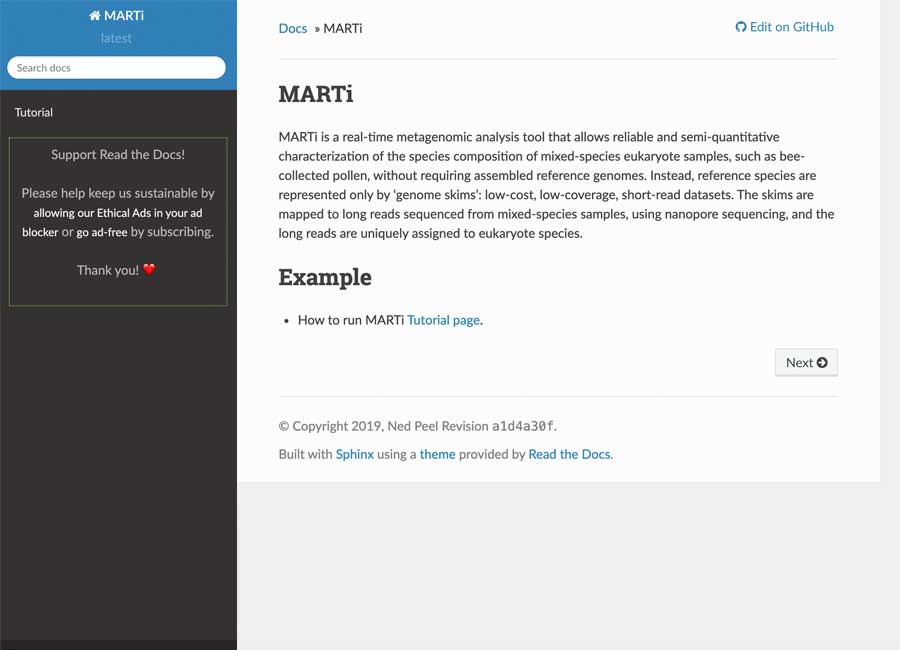 MARTi
latest
Search docs
Tutorial
Support Read the Docs!
Please help keep us sustainable by
allowing our Ethical Ads in your ad
blocker or go ad-free by subscribing.
Thank you! ❤️
Docs » MARTi
Edit on GitHub
MARTi
MARTi is a real-time metagenomic analysis tool that allows reliable and semi-quantitative
characterization of the species composition of mixed-species eukaryote samples, such as bee-
collected pollen, without requiring assembled reference genomes. Instead, reference species are
represented only by ‘genome skims’: low-cost, low-coverage, short-read datasets. The skims are
mapped to long reads sequenced from mixed-species samples, using nanopore sequencing, and the
long reads are uniquely assigned to eukaryote species.
Example
• How to run MARTi Tutorial page.
Next
© Copyright 2019, Ned Peel Revision a1d4a30f.
Built with Sphinx using a theme provided by Read the Docs.